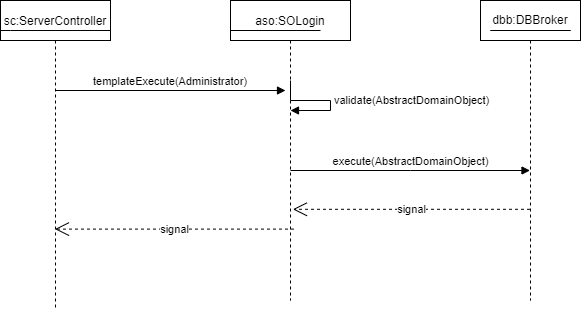 sc:ServerController
aso:SOLogin
dbb:DBBroker
templateExecute(Administrator)
validate(AbstractDomainObject)
execute(AbstractDomainObject)
signal
signal